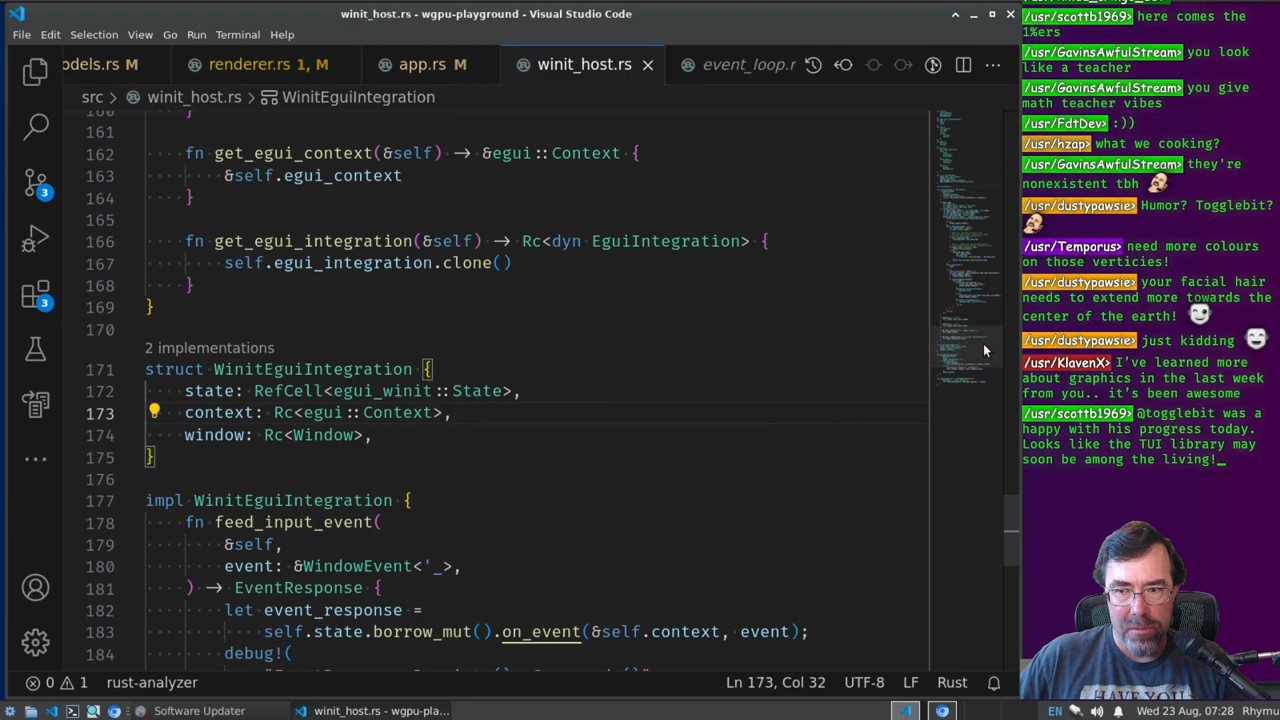 winit_host.rs - wgpu-playground - Visual Studio Code
File Edit Selection View Go Run Terminal Help
odels.rs M
renderer.rs 1, M
app.rs M
winit_host.rs
event_loop.r
src > winit_host.rs > WinitEguiIntegration
160 }
161
162 fn get_egui_context(&self) → &egui::Context {
163 &self.egui_context
164 }
165
166 fn get_egui_integration(&self) → Rc<dyn EguiIntegration> {
167 self.egui_integration.clone()
168 }
169 }
170
2 implementations
171 struct WinitEguiIntegration {
172 state: RefCell<egui_winit::State>,
173 context: Rc<egui::Context>,
174 window: Rc<Window>,
175 }
176
177 impl WinitEguiIntegration {
178 fn feed_input_event(
179 &self,
180 event: &WindowEvent<'_>,
181 ) → EventResponse {
182 let event_response =
183 self.state.borrow_mut().on_event(&self.context, event);
184 debug!(
3
3
0 1 rust-analyzer
Ln 173, Col 32 UTF-8 LF Rust
Software Updater
winit_host.rs - wgpu-pla...
EN
Wed 23 Aug, 07:28 Rhymu
/usr/scottb1969> here comes the
1%ers
/usr/GavinsAwfulStream> you look
like a teacher
/usr/GavinsAwfulStream> you give
math teacher vibes
/usr/FdtDev> :))
/usr/hzap> what we cooking?
/usr/GavinsAwfulStream> they're
nonexistent tbh
/usr/dustypawsie> Humor? Togglebit?
/usr/Temporus> need more colours
on those verticies!
/usr/dustypawsie> your facial hair
needs to extend more towards the
center of the earth!
/usr/dustypawsie> just kidding
/usr/KlavenX> I've learned more
about graphics in the last week
from you.. it's been awesome
/usr/scottb1969> @togglebit was a
happy with his progress today.
Looks like the TUI library may
soon be among the living!_
HAVE YOU